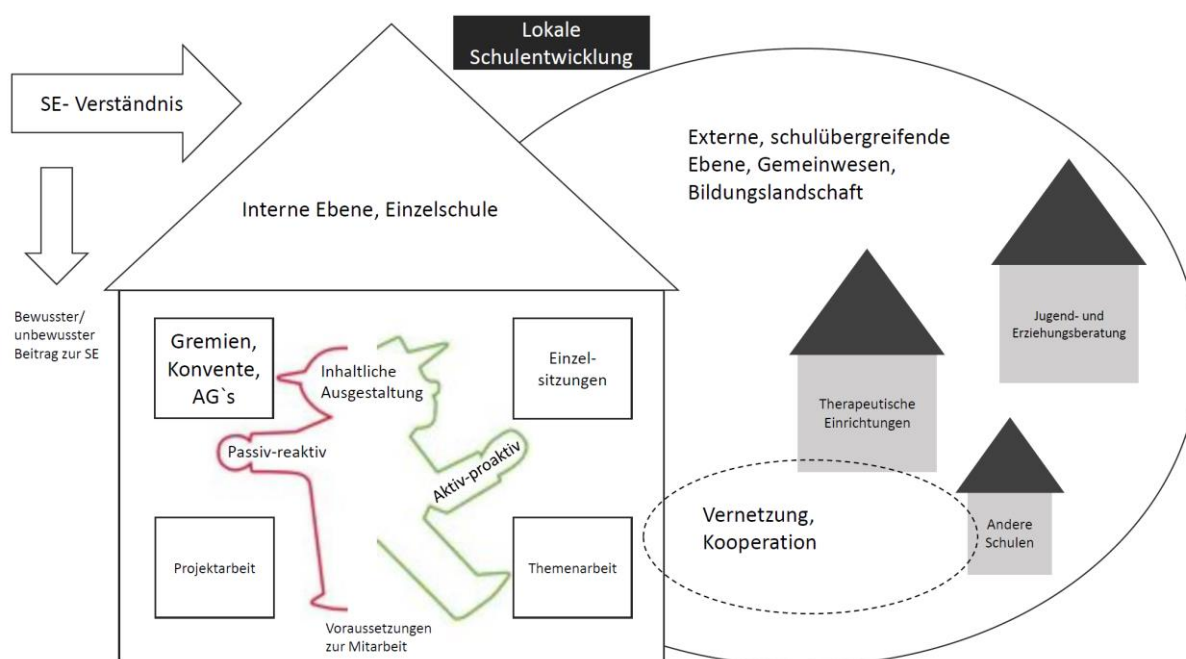 Lokale
Schulentwicklung
SE- Verständnis
Interne Ebene, Einzelschule
Externe, schulübergreifende
Ebene, Gemeinwesen,
Bildungslandschaft
Bewusster/
unbewusster
Beitrag zur SE
Gremien,
Konvente,
AG`s
Inhaltliche
Ausgestaltung
Einzel-
sitzungen
Passiv-reaktiv
Aktiv-proaktiv
Projektarbeit
Themenarbeit
Voraussetzungen
zur Mitarbeit
Jugend- und
Erziehungsberatung
Therapeutische
Einrichtungen
Vernetzung,
Kooperation
Andere
Schulen